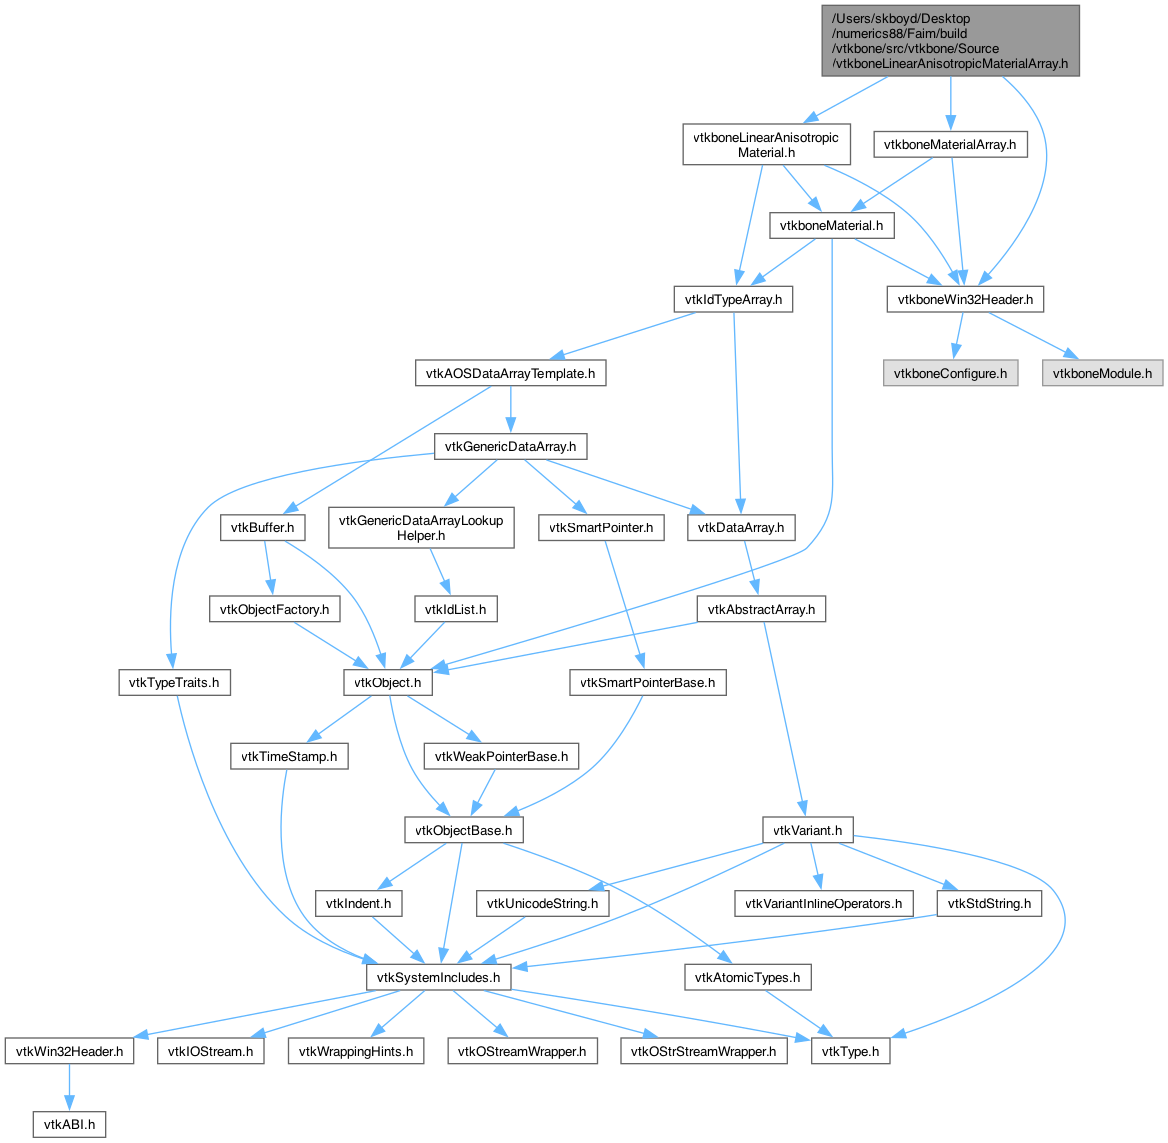 /Users/skboyd/Desktop
/numerics88/Faim/build
/vtkbone/src/vtkbone/Source
/vtkboneLinearAnisotropicMaterialArray.h
vtkboneLinearAnisotropic
Material.h
vtkboneMaterialArray.h
vtkboneMaterial.h
vtkIdTypeArray.h
vtkboneWin32Header.h
vtkAOSDataArrayTemplate.h
vtkboneConfigure.h
vtkboneModule.h
vtkGenericDataArray.h
vtkBuffer.h
vtkGenericDataArrayLookup
Helper.h
vtkSmartPointer.h
vtkDataArray.h
vtkObjectFactory.h
vtkIdList.h
vtkAbstractArray.h
vtkTypeTraits.h
vtkObject.h
vtkSmartPointerBase.h
vtkTimeStamp.h
vtkWeakPointerBase.h
vtkObjectBase.h
vtkVariant.h
vtkIndent.h
vtkUnicodeString.h
vtkVariantInlineOperators.h
vtkStdString.h
vtkSystemIncludes.h
vtkAtomicTypes.h
vtkWin32Header.h
vtkIOStream.h
vtkWrappingHints.h
vtkOStreamWrapper.h
vtkOStrStreamWrapper.h
vtkType.h
vtkABI.h